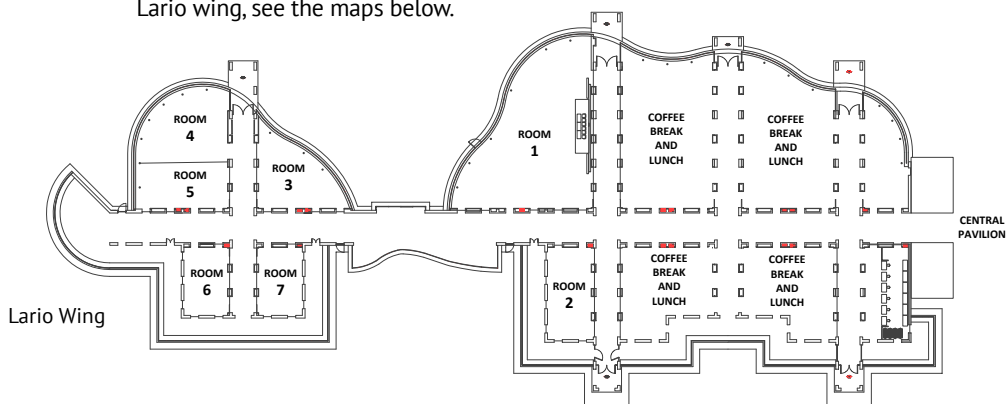 Lario wing, see the maps below.
ROOM
4
ROOM
5
ROOM
3
ROOM
1
COFFEE
BREAK
AND
LUNCH
COFFEE
BREAK
AND
LUNCH
CENTRAL
PAVILION
ROOM
6
ROOM
7
ROOM
2
COFFEE
BREAK
AND
LUNCH
COFFEE
BREAK
AND
LUNCH
Lario Wing